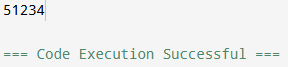 51234
=== Code Execution Successful ===